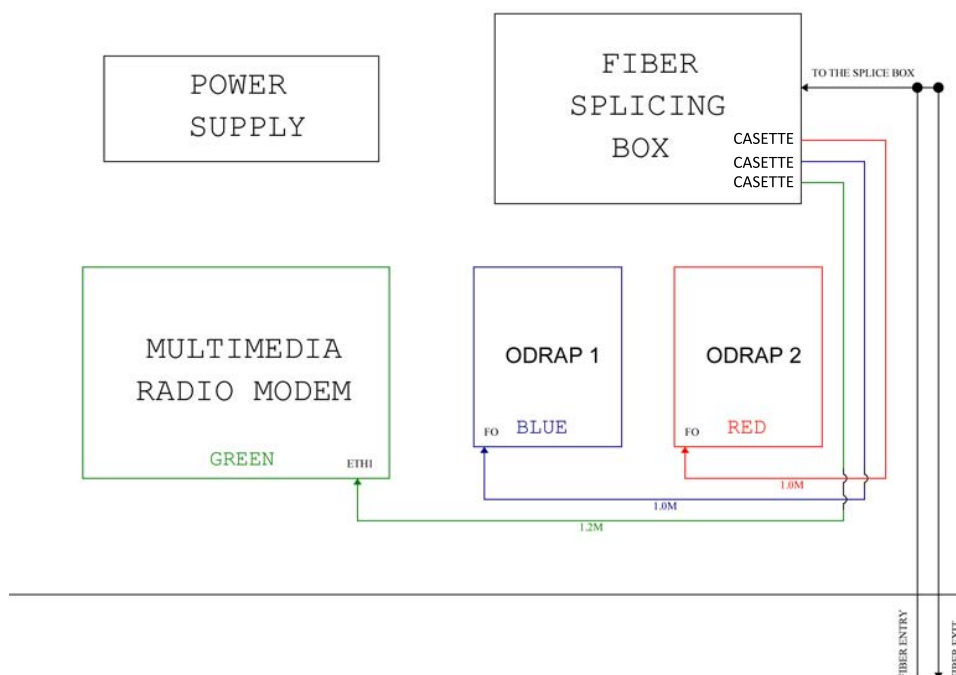 POWER
SUPPLY
FIBER
SPLICING
BOX
CASETTE
CASETTE
CASETTE
TO THE SPLICE BOX
MULTIMEDIA
RADIO MODEM
GREEN
ETH1
ODRAP 1
FO BLUE
ODRAP 2
FO RED
1.0M
1.0M
1.2M
FIBER ENTRY
FIBER EXIT